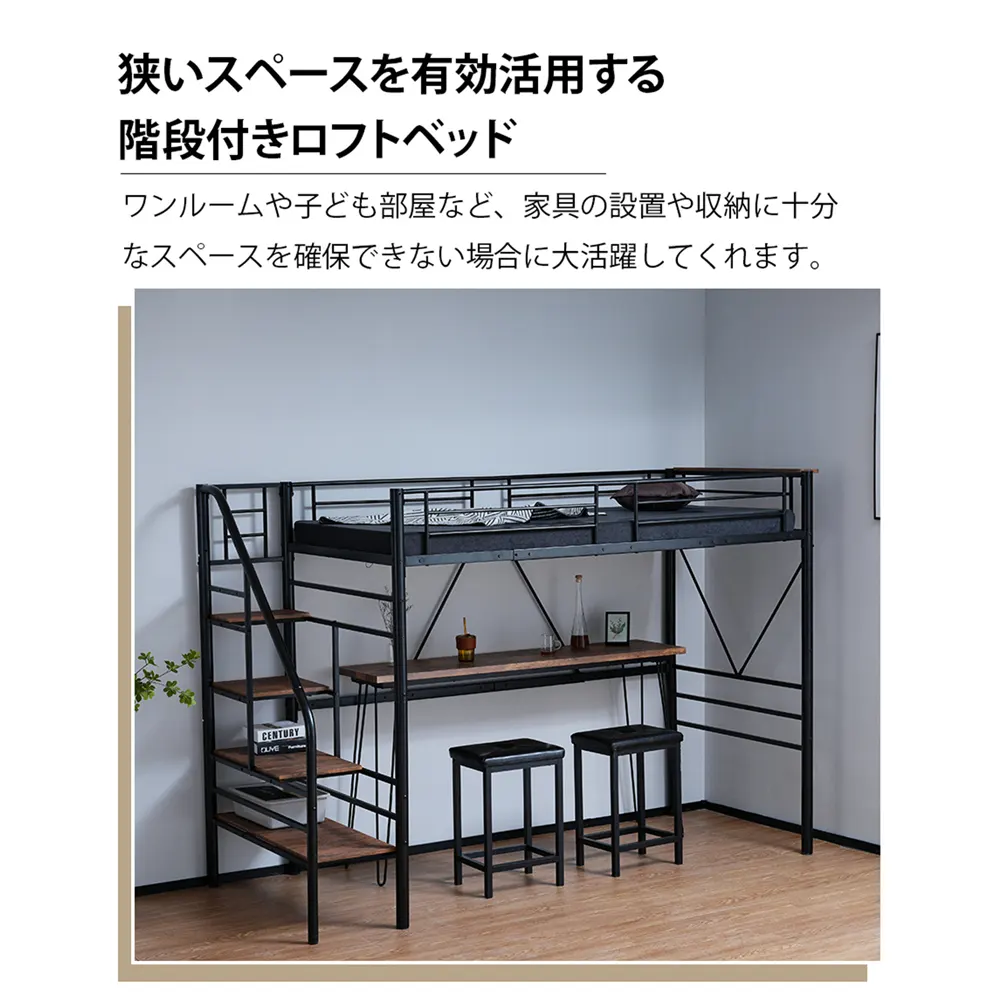 狭いスペースを有効活用する
階段付きロフトベッド
ワンルームや子ども部屋など、家具の設置や収納に十分
なスペースを確保できない場合に大活躍してくれます。
CENTURY